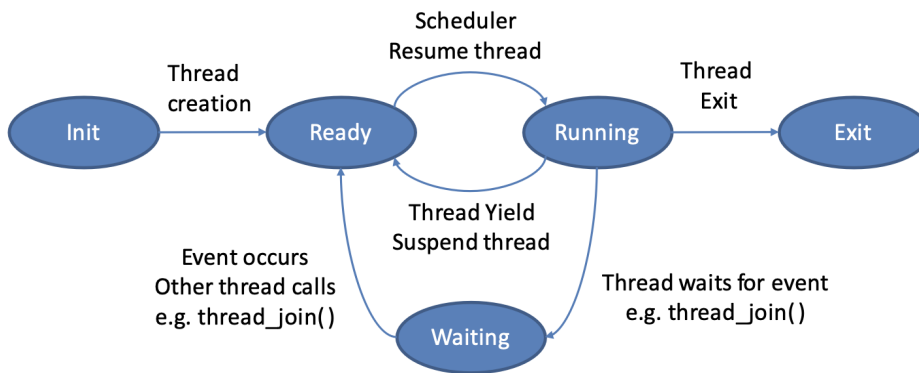 Scheduler
Resume thread
Thread
creation
Thread
Exit
Init
Ready
Running
Exit
Thread Yield
Suspend thread
Event occurs
Other thread calls
e.g. thread_join()
Thread waits for event
e.g. thread_join()
Waiting